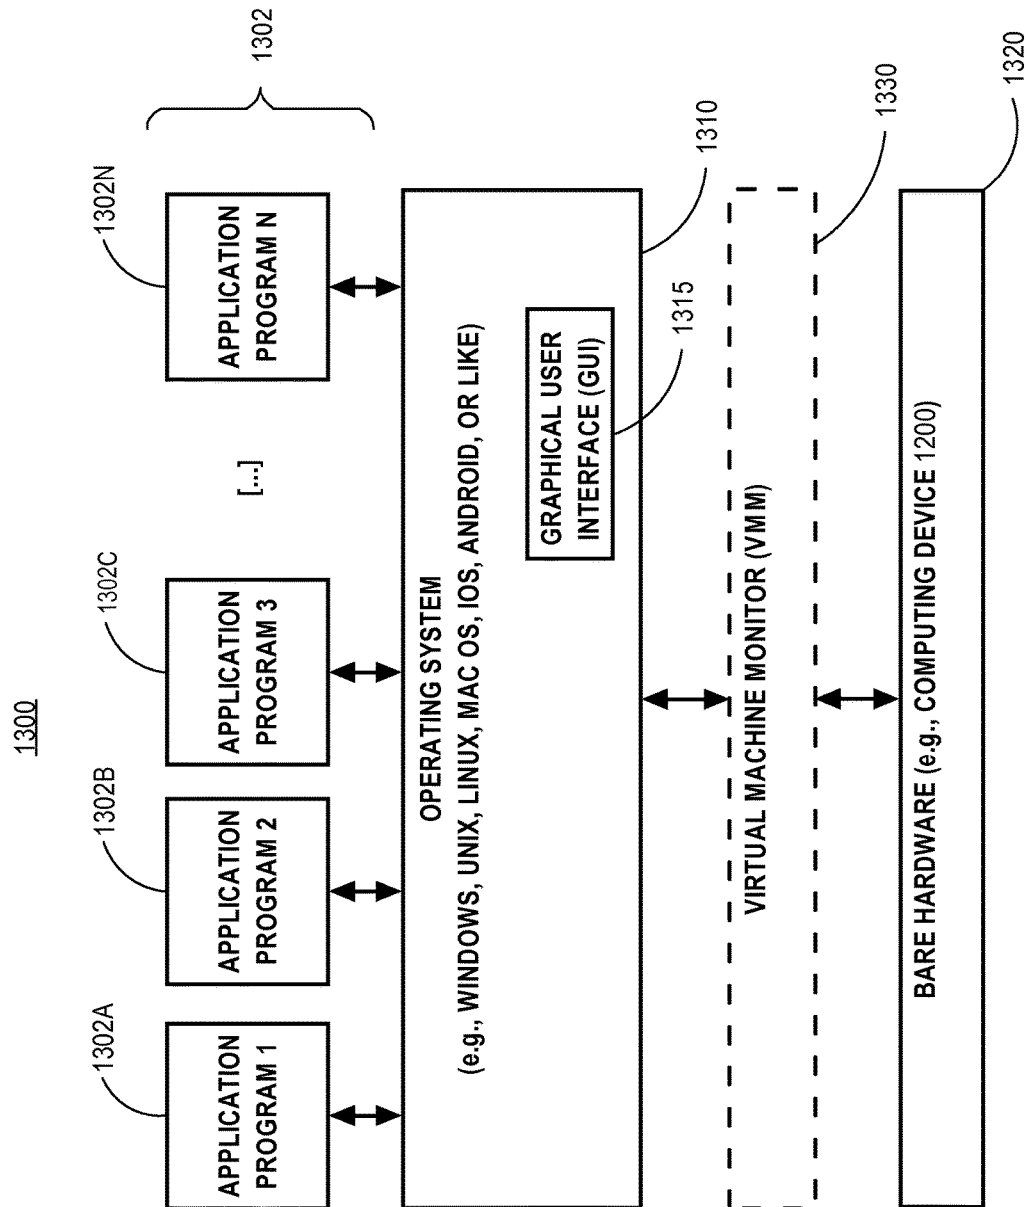 1300
1302
1302A
1302B
1302C
1302N
APPLICATION
PROGRAM 1
APPLICATION
PROGRAM 2
APPLICATION
PROGRAM 3
[...]
APPLICATION
PROGRAM N
OPERATING SYSTEM
(e.g., WINDOWS, UNIX, LINUX, MAC OS, IOS, ANDROID, OR LIKE)
GRAPHICAL USER
INTERFACE (GUI)
1315
1310
VIRTUAL MACHINE MONITOR (VMM)
1330
BARE HARDWARE (e.g., COMPUTING DEVICE 1200)
1320